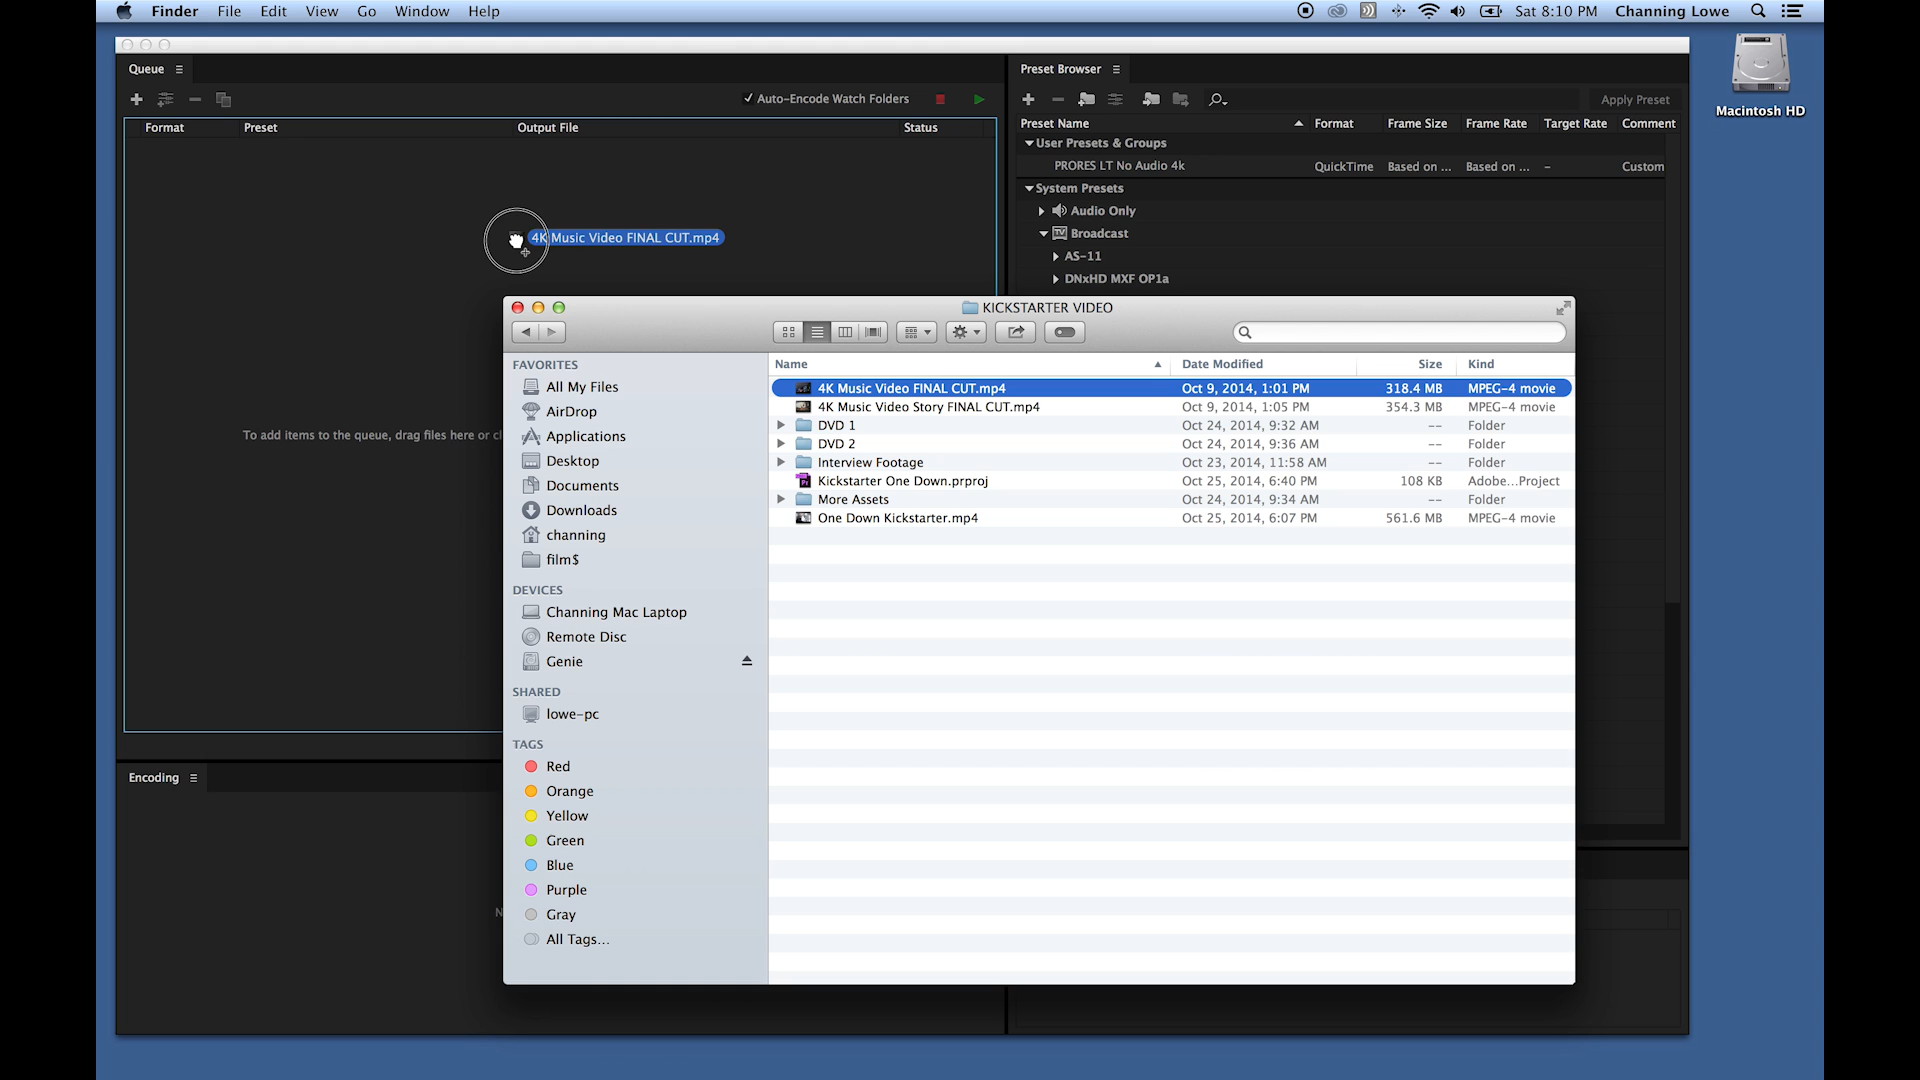 Finder File Edit View Go Window Help Sat 8:10 PM Channing Lowe
Macintosh HD
Queue
Auto-Encode Watch Folders
Format Preset Output File Status
4K Music Video FINAL CUT.mp4
To add items to the queue, drag files here or cl
Encoding
N
Preset Browser
Apply Preset
Preset Name Format Frame Size Frame Rate Target Rate Comment
User Presets & Groups
PRORES LT No Audio 4k QuickTime Based on ... Based on ... – Custom
System Presets
Audio Only
Broadcast
AS-11
DNxHD MXF OP1a
KICKSTARTER VIDEO
FAVORITES
All My Files
AirDrop
Applications
Desktop
Documents
Downloads
channing
film$
DEVICES
Channing Mac Laptop
Remote Disc
Genie
SHARED
lowe-pc
TAGS
Red
Orange
Yellow
Green
Blue
Purple
Gray
All Tags...
Name Date Modified Size Kind
4K Music Video FINAL CUT.mp4 Oct 9, 2014, 1:01 PM 318.4 MB MPEG-4 movie
4K Music Video Story FINAL CUT.mp4 Oct 9, 2014, 1:05 PM 354.3 MB MPEG-4 movie
DVD 1 Oct 24, 2014, 9:32 AM -- Folder
DVD 2 Oct 24, 2014, 9:36 AM -- Folder
Interview Footage Oct 23, 2014, 11:58 AM -- Folder
Kickstarter One Down.prproj Oct 25, 2014, 6:40 PM 108 KB Adobe...Project
More Assets Oct 24, 2014, 9:34 AM -- Folder
One Down Kickstarter.mp4 Oct 25, 2014, 6:07 PM 561.6 MB MPEG-4 movie